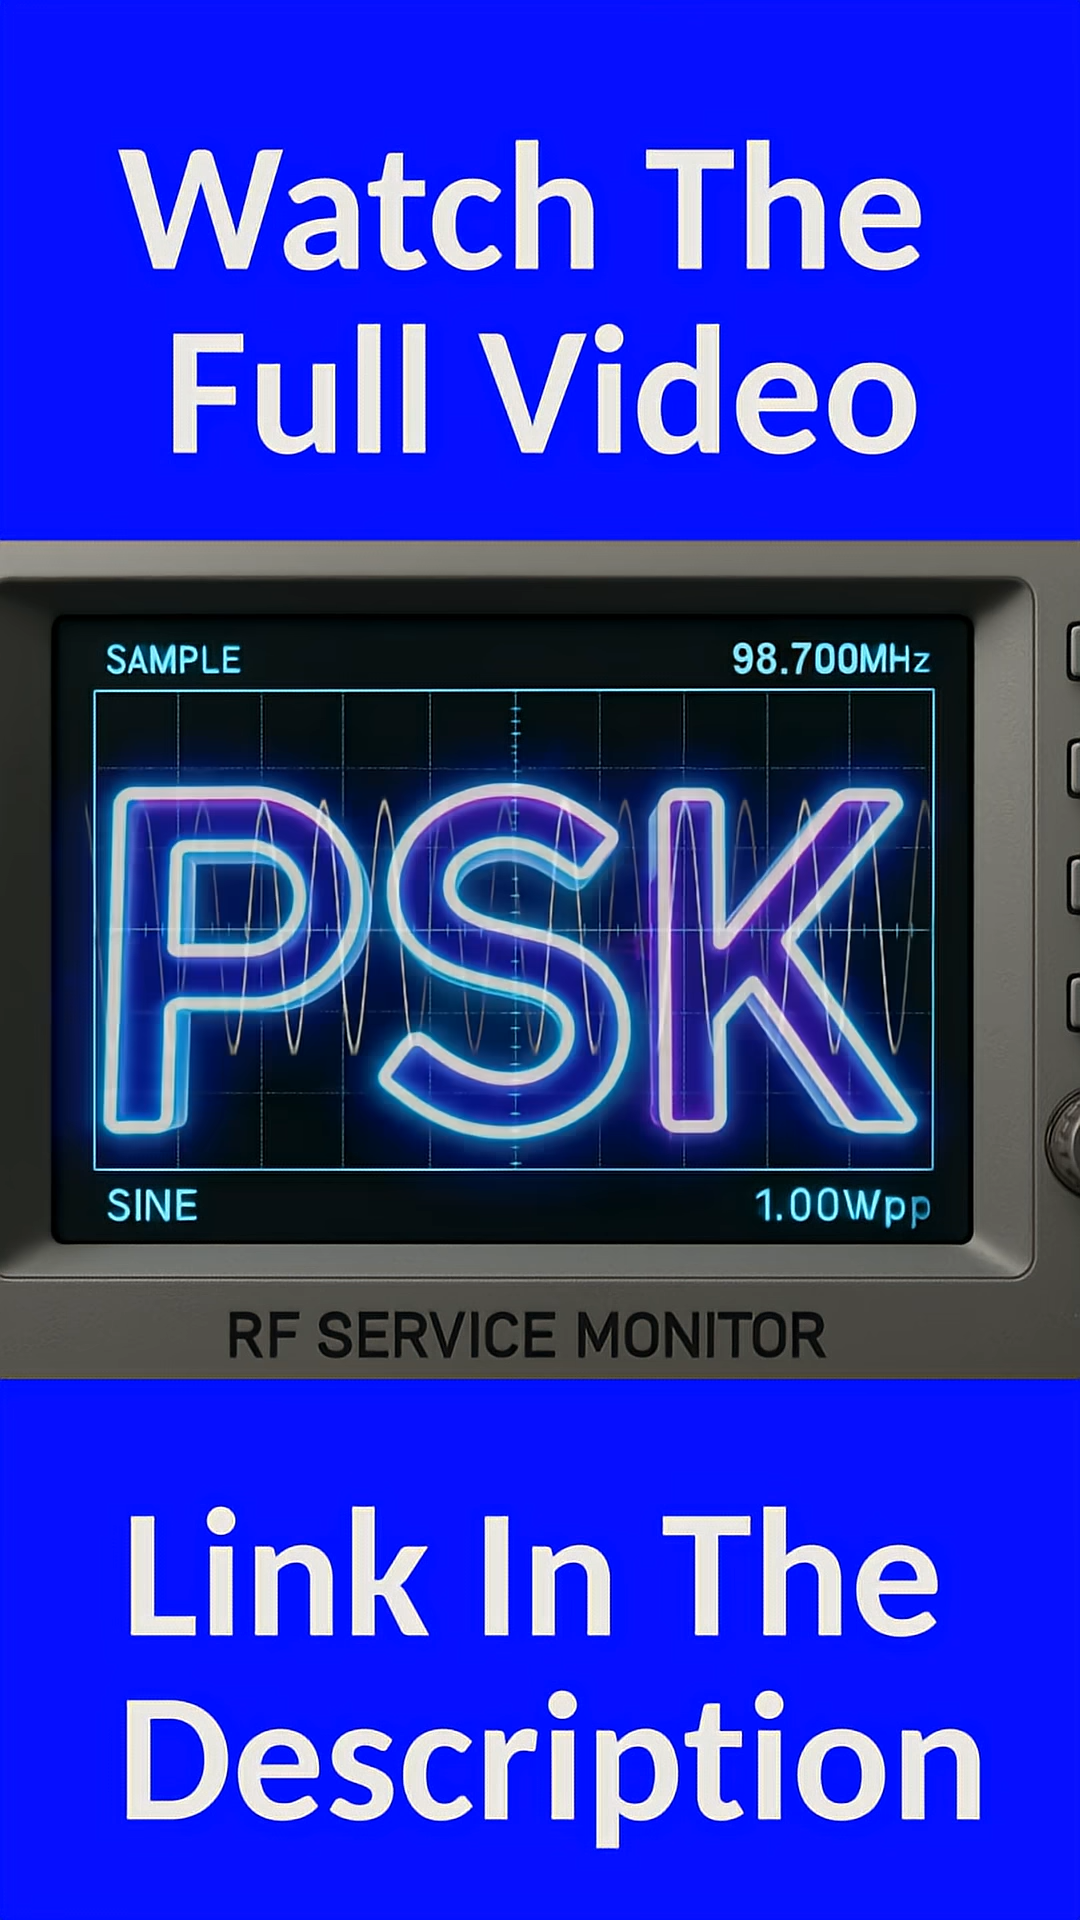 Watch The
Full Video
SAMPLE 98.700MHz
PSK
SINE 1.00Wpp
RF SERVICE MONITOR
Link In The
Description